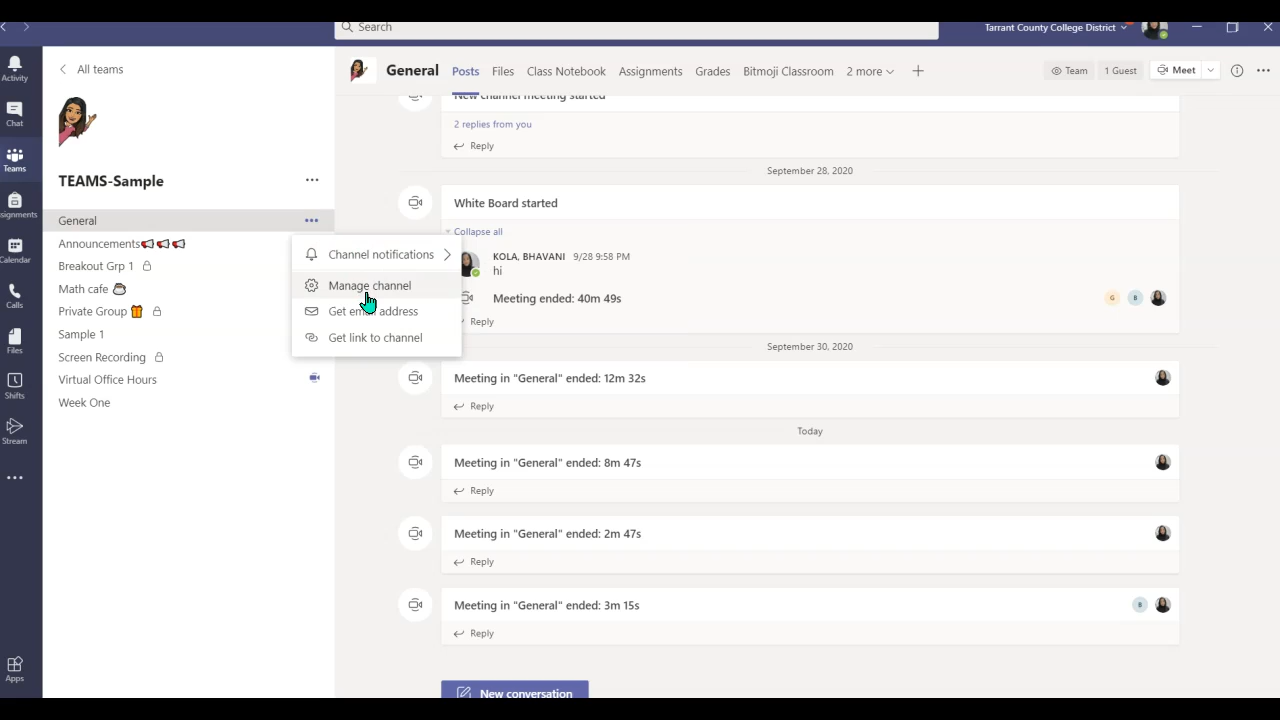 Search
Tarrant County College District
Activity
Chat
Teams
Assignments
Calendar
Calls
Files
Shifts
Stream
Apps
All teams
TEAMS-Sample
General
Announcements📢📢📢
Breakout Grp 1
Math cafe
Private Group 🎁
Sample 1
Screen Recording
Virtual Office Hours
Week One
Channel notifications
Manage channel
Get email address
Get link to channel
General Posts Files Class Notebook Assignments Grades Bitmoji Classroom 2 more
Team 1 Guest Meet
New channel meeting started
2 replies from you
Reply
September 28, 2020
White Board started
Collapse all
KOLA, BHAVANI 9/28 9:58 PM
hi
Meeting ended: 40m 49s
G B
Reply
September 30, 2020
Meeting in "General" ended: 12m 32s
Reply
Today
Meeting in "General" ended: 8m 47s
Reply
Meeting in "General" ended: 2m 47s
Reply
Meeting in "General" ended: 3m 15s
B
Reply
New conversation